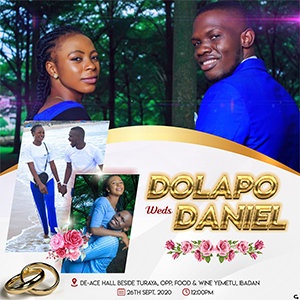 DOLAPO
Weds
DANIEL
DE-ACE HALL BESIDE TURAYA, OPP, FOOD & WINE YEMETU, IBADAN
26TH SEPT, 2020 12:00PM